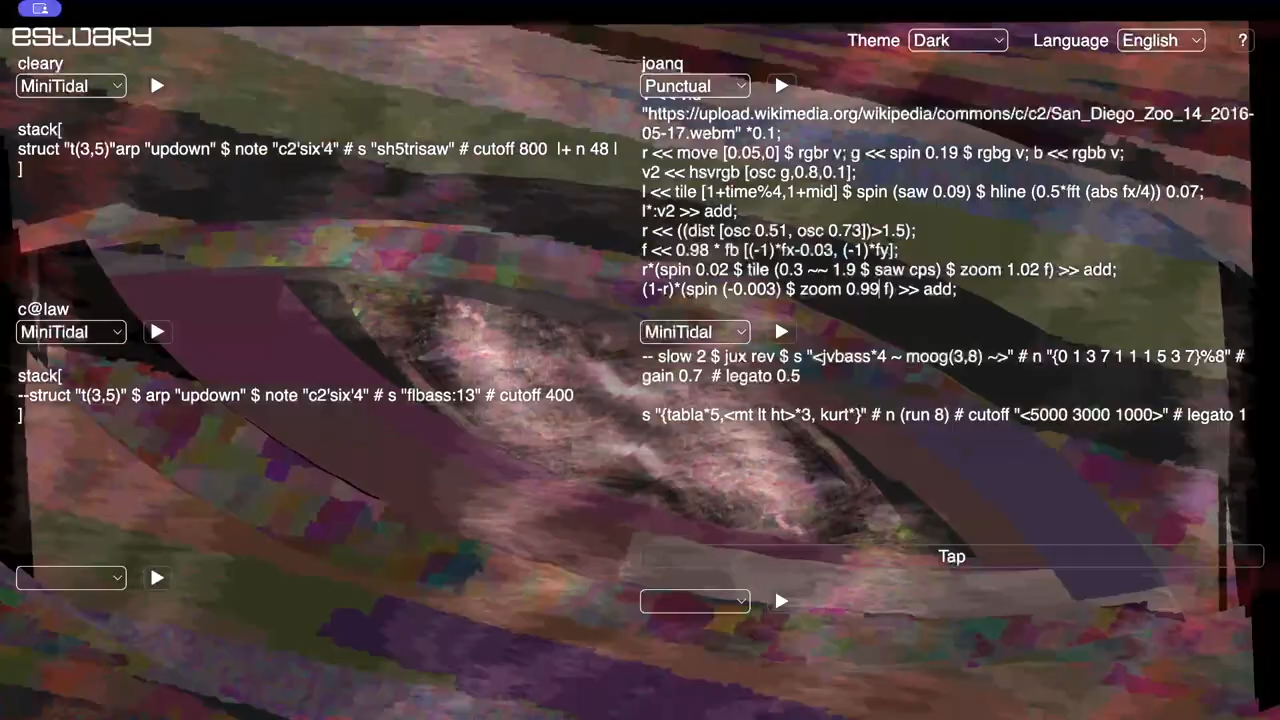 estuary
Theme Dark Language English ?
cleary
MiniTidal
stack[
struct "t(3,5)"arp "updown" $ note "c2'six'4" # s "sh5trisaw" # cutoff 800 |+ n 48 |
]
c@law
MiniTidal
stack[
--struct "t(3,5)" $ arp "updown" $ note "c2'six'4" # s "flbass:13" # cutoff 400
]
joanq
Punctual
"https://upload.wikimedia.org/wikipedia/commons/c/c2/San_Diego_Zoo_14_2016-
05-17.webm" *0.1;
r << move [0.05,0] $ rgbr v; g << spin 0.19 $ rgbg v; b << rgbb v;
v2 << hsvrgb [osc g,0.8,0.1];
l << tile [1+time%4,1+mid] $ spin (saw 0.09) $ hline (0.5*fft (abs fx/4)) 0.07;
l*:v2 >> add;
r << ((dist [osc 0.51, osc 0.73])>1.5);
f << 0.98 * fb [(-1)*fx-0.03, (-1)*fy];
r*(spin 0.02 $ tile (0.3 ~~ 1.9 $ saw cps) $ zoom 1.02 f) >> add;
(1-r)*(spin (-0.003) $ zoom 0.99 f) >> add;
MiniTidal
-- slow 2 $ jux rev $ s "<jvbass*4 ~ moog(3,8) ~>" # n "{0 1 3 7 1 1 1 5 3 7}%8" #
gain 0.7 # legato 0.5
s "{tabla*5,<mt lt ht>*3, kurt*}" # n (run 8) # cutoff "<5000 3000 1000>" # legato 1
Tap